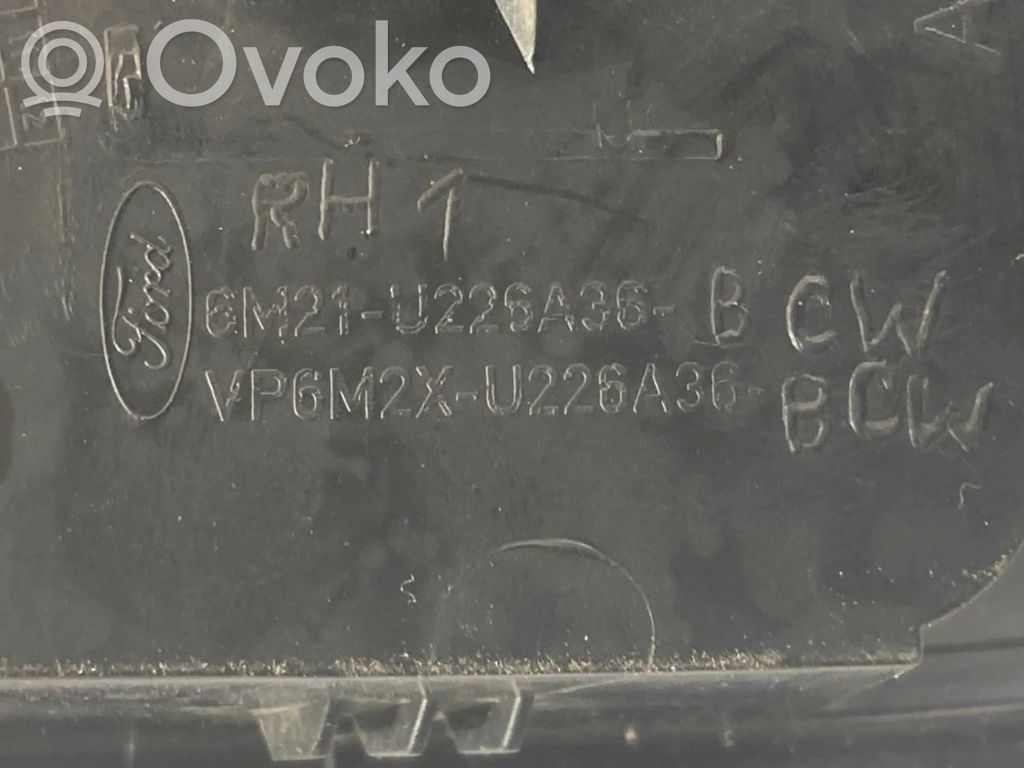 Ovoko
RH 1
Ford
6M21-U226A36-BCW
VP6M2X-U226A36-BCW
A